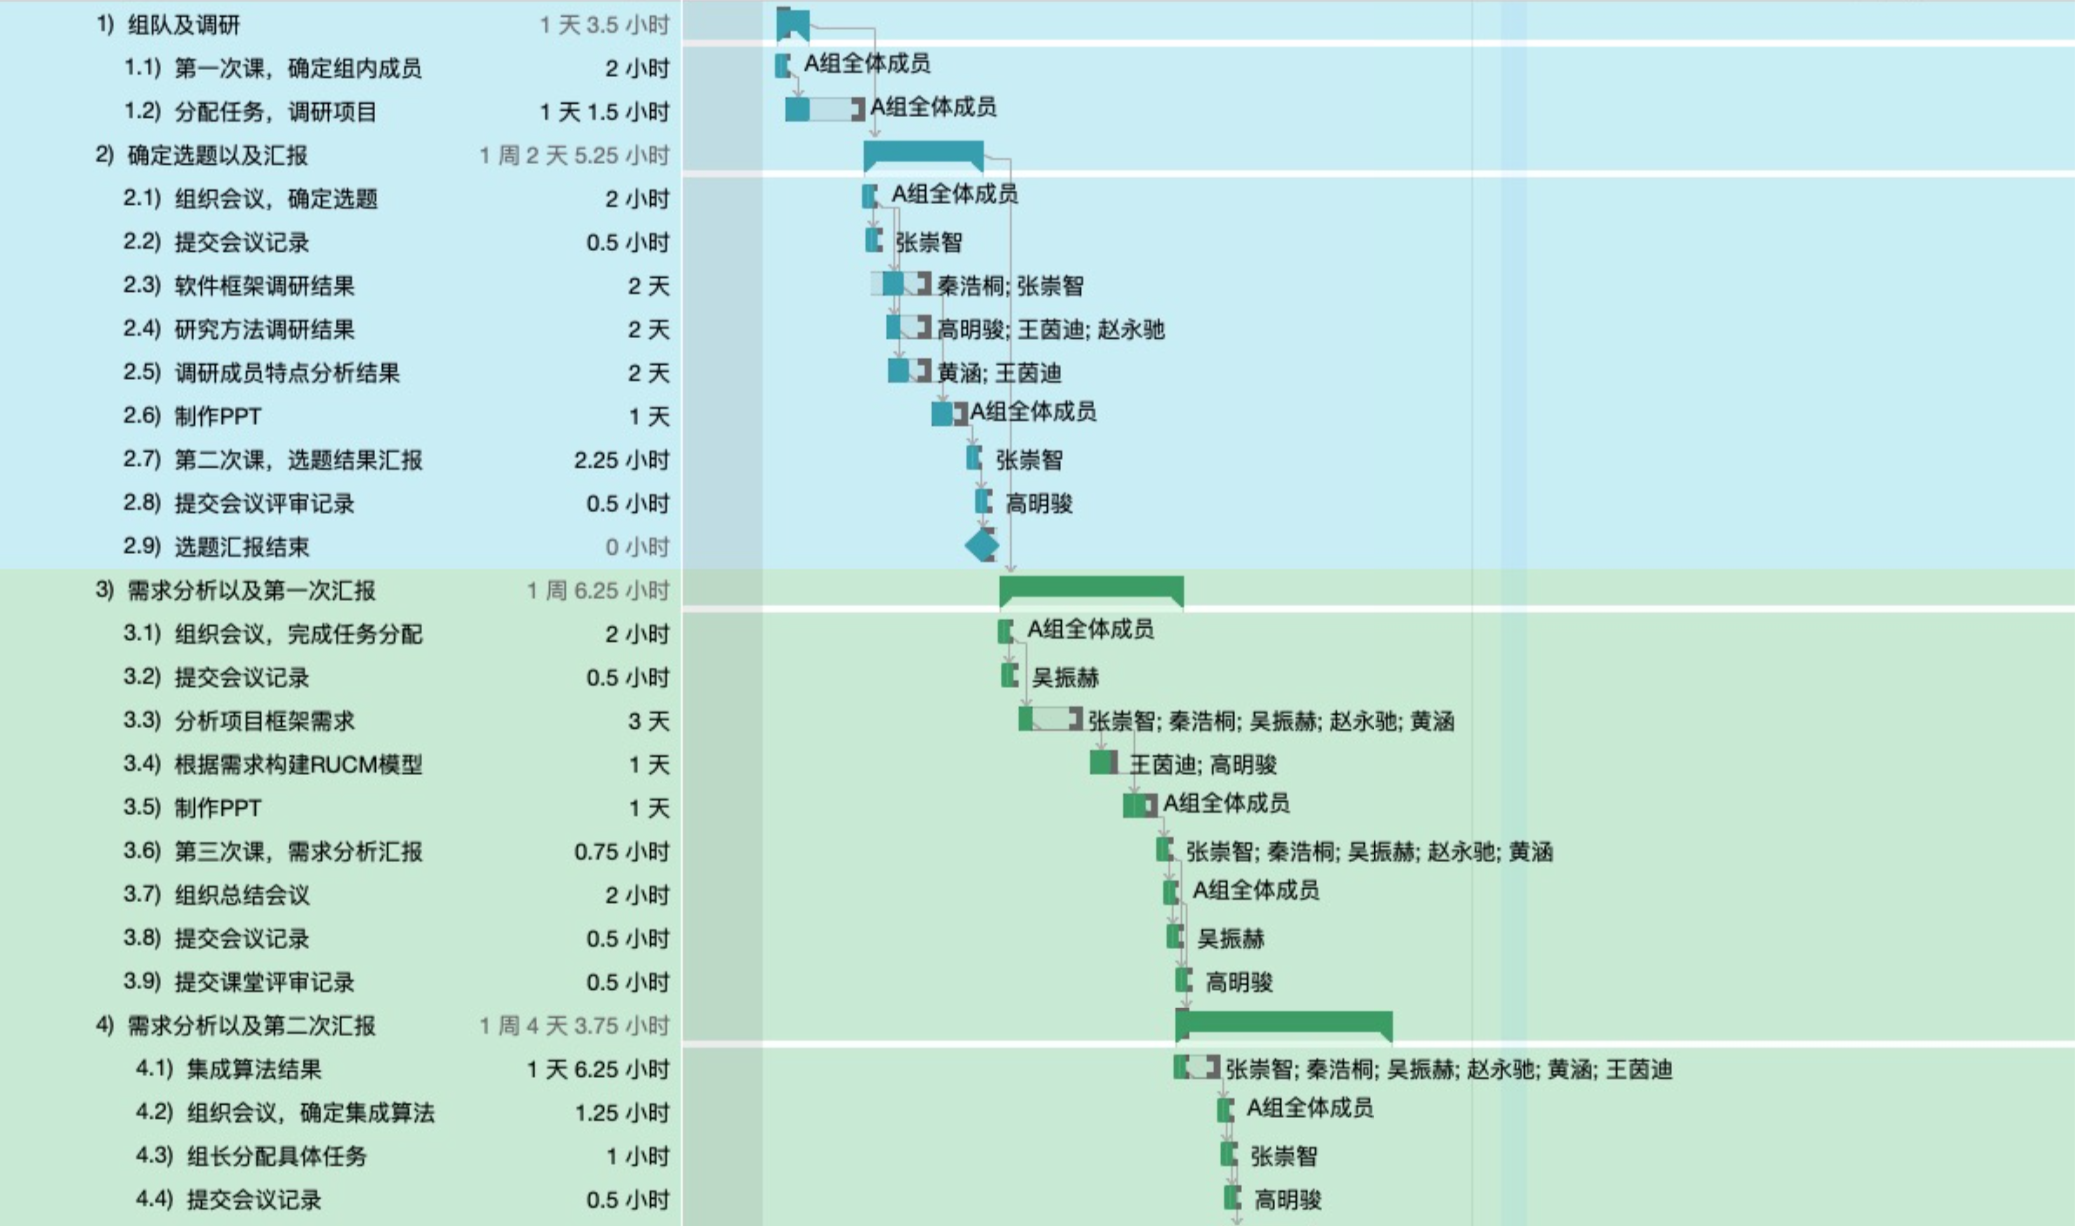 1) 组队及调研 1 天 3.5 小时
1.1) 第一次课，确定组内成员 2 小时 A组全体成员
1.2) 分配任务，调研项目 1 天 1.5 小时 A组全体成员
2) 确定选题以及汇报 1 周 2 天 5.25 小时
2.1) 组织会议，确定选题 2 小时 A组全体成员
2.2) 提交会议记录 0.5 小时 张崇智
2.3) 软件框架调研结果 2 天 秦浩桐; 张崇智
2.4) 研究方法调研结果 2 天 高明骏; 王茵迪; 赵永驰
2.5) 调研成员特点分析结果 2 天 黄涵; 王茵迪
2.6) 制作PPT 1 天 A组全体成员
2.7) 第二次课，选题结果汇报 2.25 小时 张崇智
2.8) 提交会议评审记录 0.5 小时 高明骏
2.9) 选题汇报结束 0 小时
3) 需求分析以及第一次汇报 1 周 6.25 小时
3.1) 组织会议，完成任务分配 2 小时 A组全体成员
3.2) 提交会议记录 0.5 小时 吴振赫
3.3) 分析项目框架需求 3 天 张崇智; 秦浩桐; 吴振赫; 赵永驰; 黄涵
3.4) 根据需求构建RUCM模型 1 天 王茵迪; 高明骏
3.5) 制作PPT 1 天 A组全体成员
3.6) 第三次课，需求分析汇报 0.75 小时 张崇智; 秦浩桐; 吴振赫; 赵永驰; 黄涵
3.7) 组织总结会议 2 小时 A组全体成员
3.8) 提交会议记录 0.5 小时 吴振赫
3.9) 提交课堂评审记录 0.5 小时 高明骏
4) 需求分析以及第二次汇报 1 周 4 天 3.75 小时
4.1) 集成算法结果 1 天 6.25 小时 张崇智; 秦浩桐; 吴振赫; 赵永驰; 黄涵; 王茵迪
4.2) 组织会议，确定集成算法 1.25 小时 A组全体成员
4.3) 组长分配具体任务 1 小时 张崇智
4.4) 提交会议记录 0.5 小时 高明骏